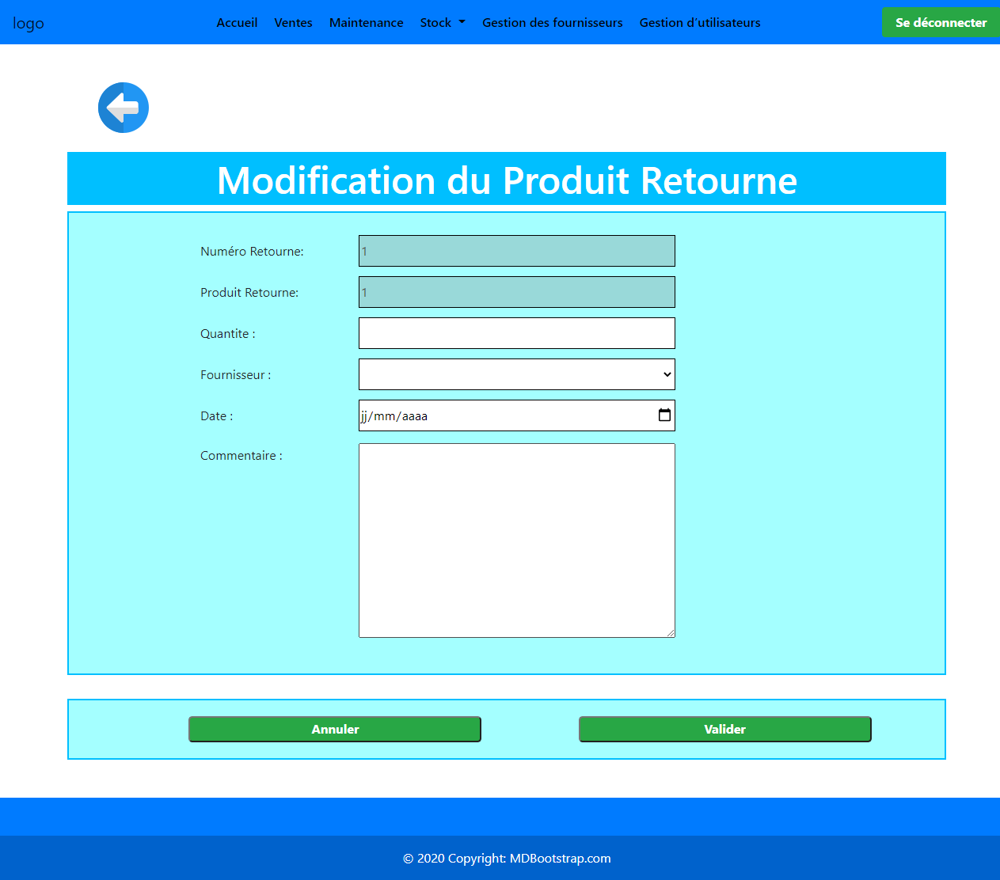 logo Accueil Ventes Maintenance Stock Gestion des fournisseurs Gestion d'utilisateurs Se déconnecter
Modification du Produit Retourne
Numéro Retourne: 1
Produit Retourne: 1
Quantite :
Fournisseur :
Date : jj/mm/aaaa
Commentaire :
Annuler Valider
© 2020 Copyright: MDBootstrap.com